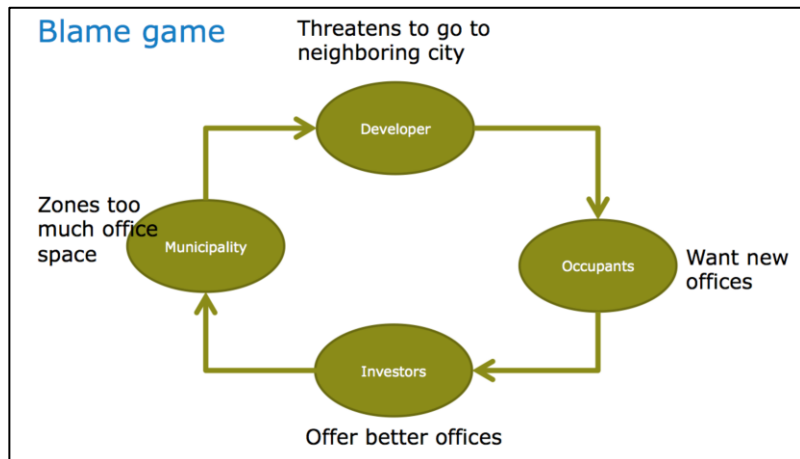 Blame game
Threatens to go to
neighboring city
Developer
Zones too
much office
space
Municipality
Occupants
Want new
offices
Investors
Offer better offices